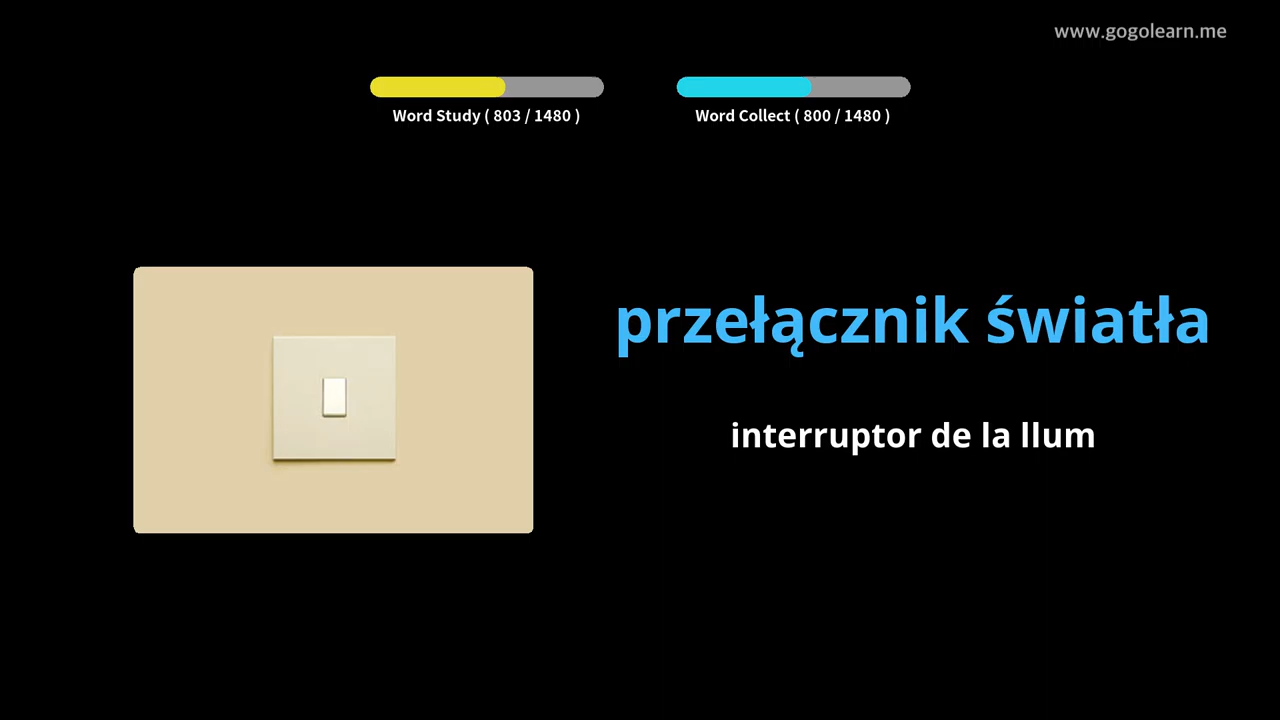 www.gogolearn.me
Word Study ( 803 / 1480 )
Word Collect ( 800 / 1480 )
przełącznik światła
interruptor de la llum